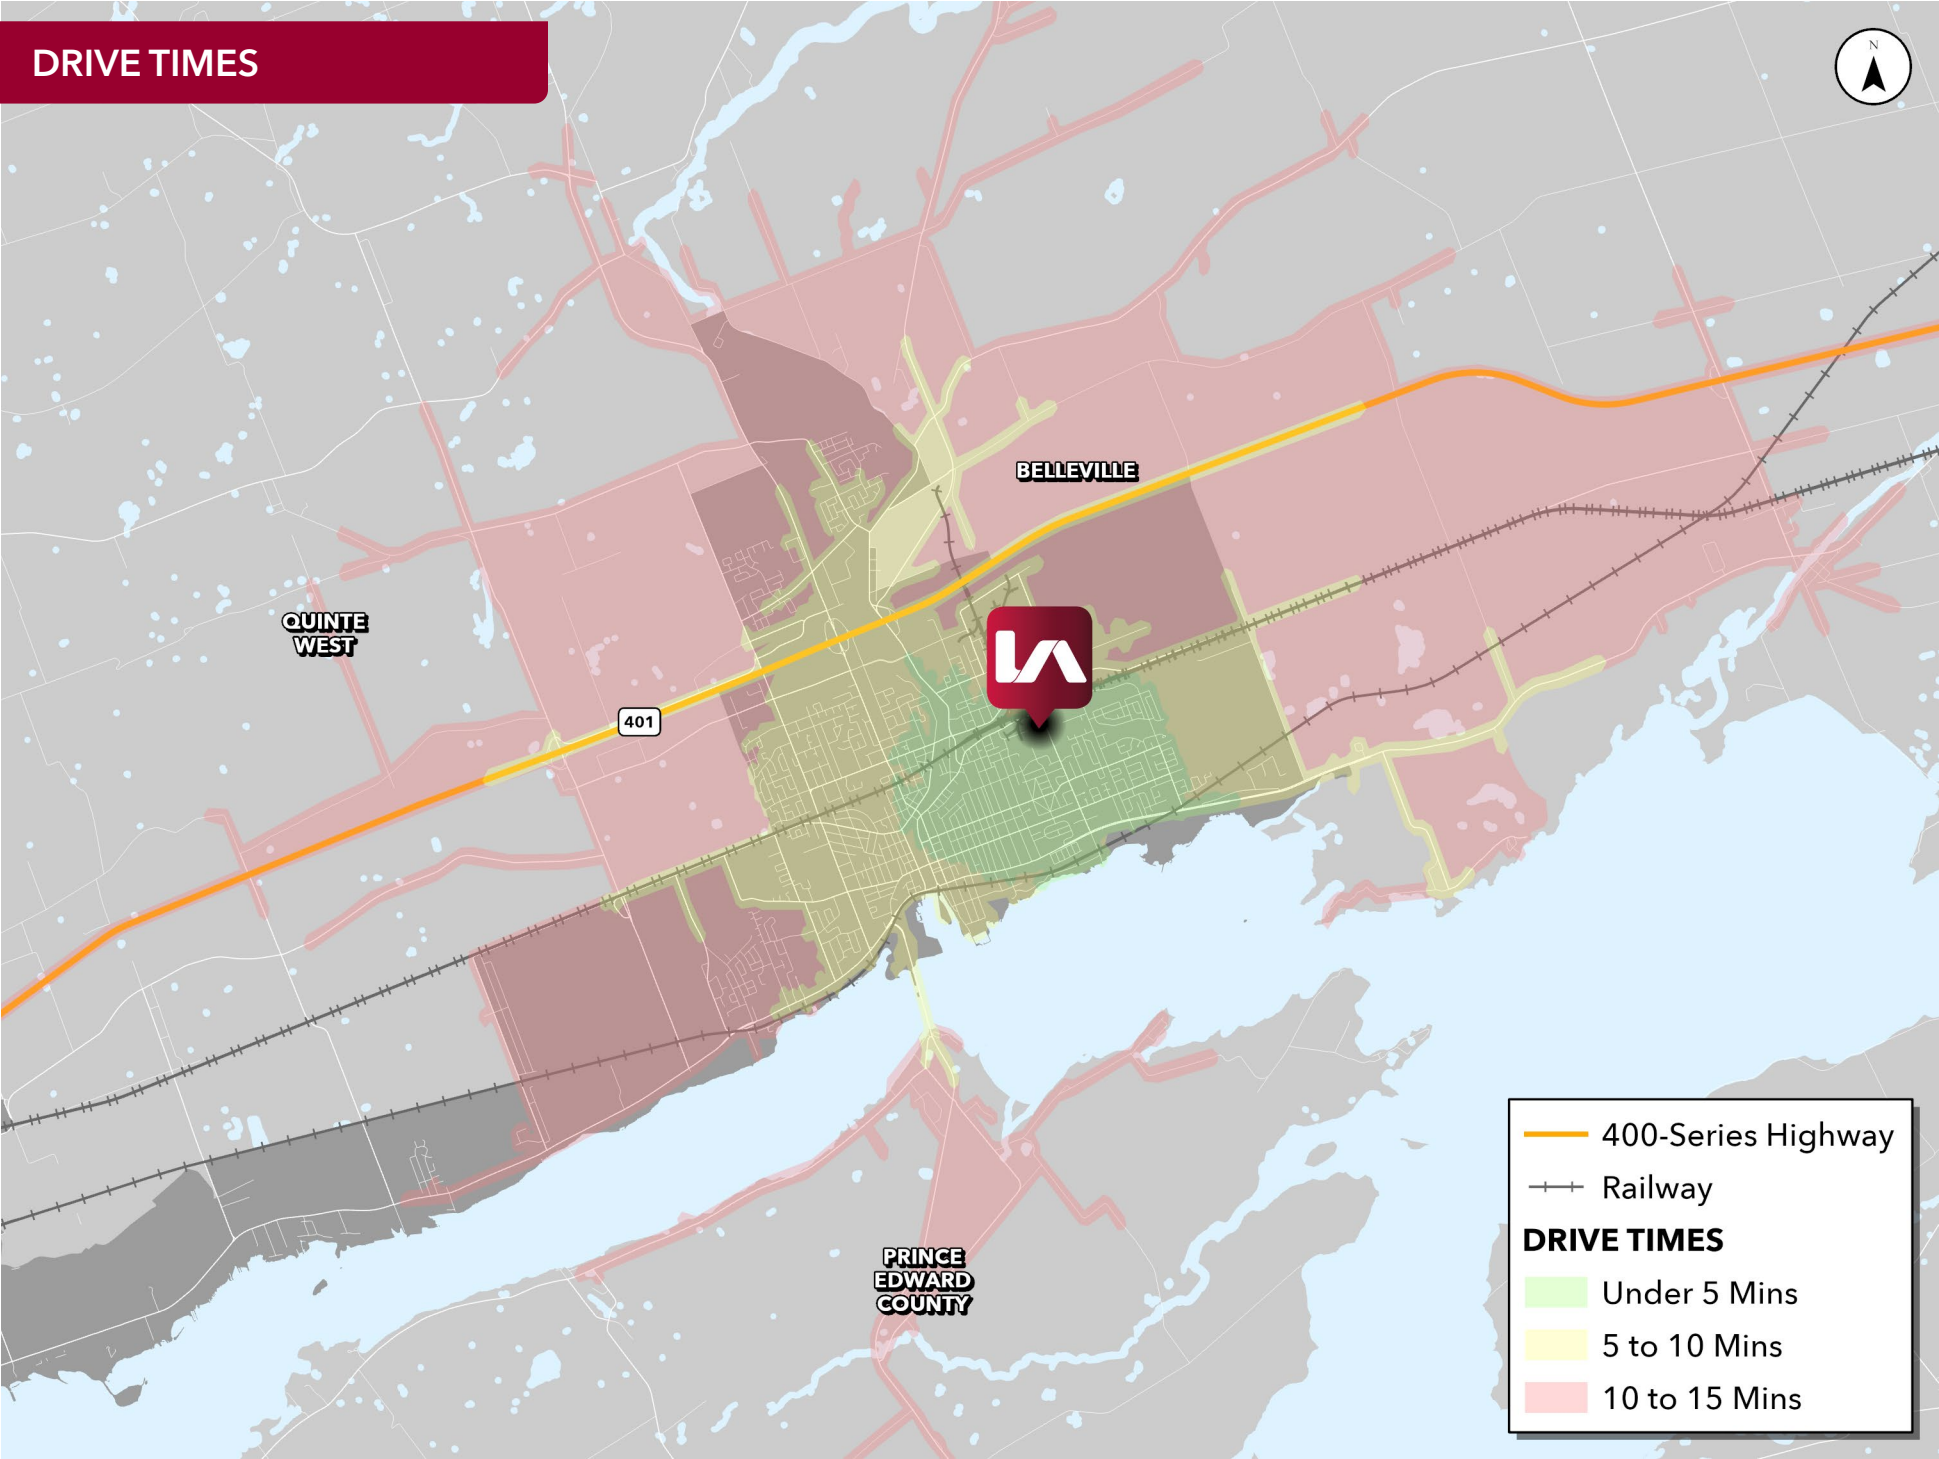 DRIVE TIMES
N
BELLEVILLE
QUINTE
WEST
401
PRINCE
EDWARD
COUNTY
400-Series Highway
Railway
DRIVE TIMES
Under 5 Mins
5 to 10 Mins
10 to 15 Mins